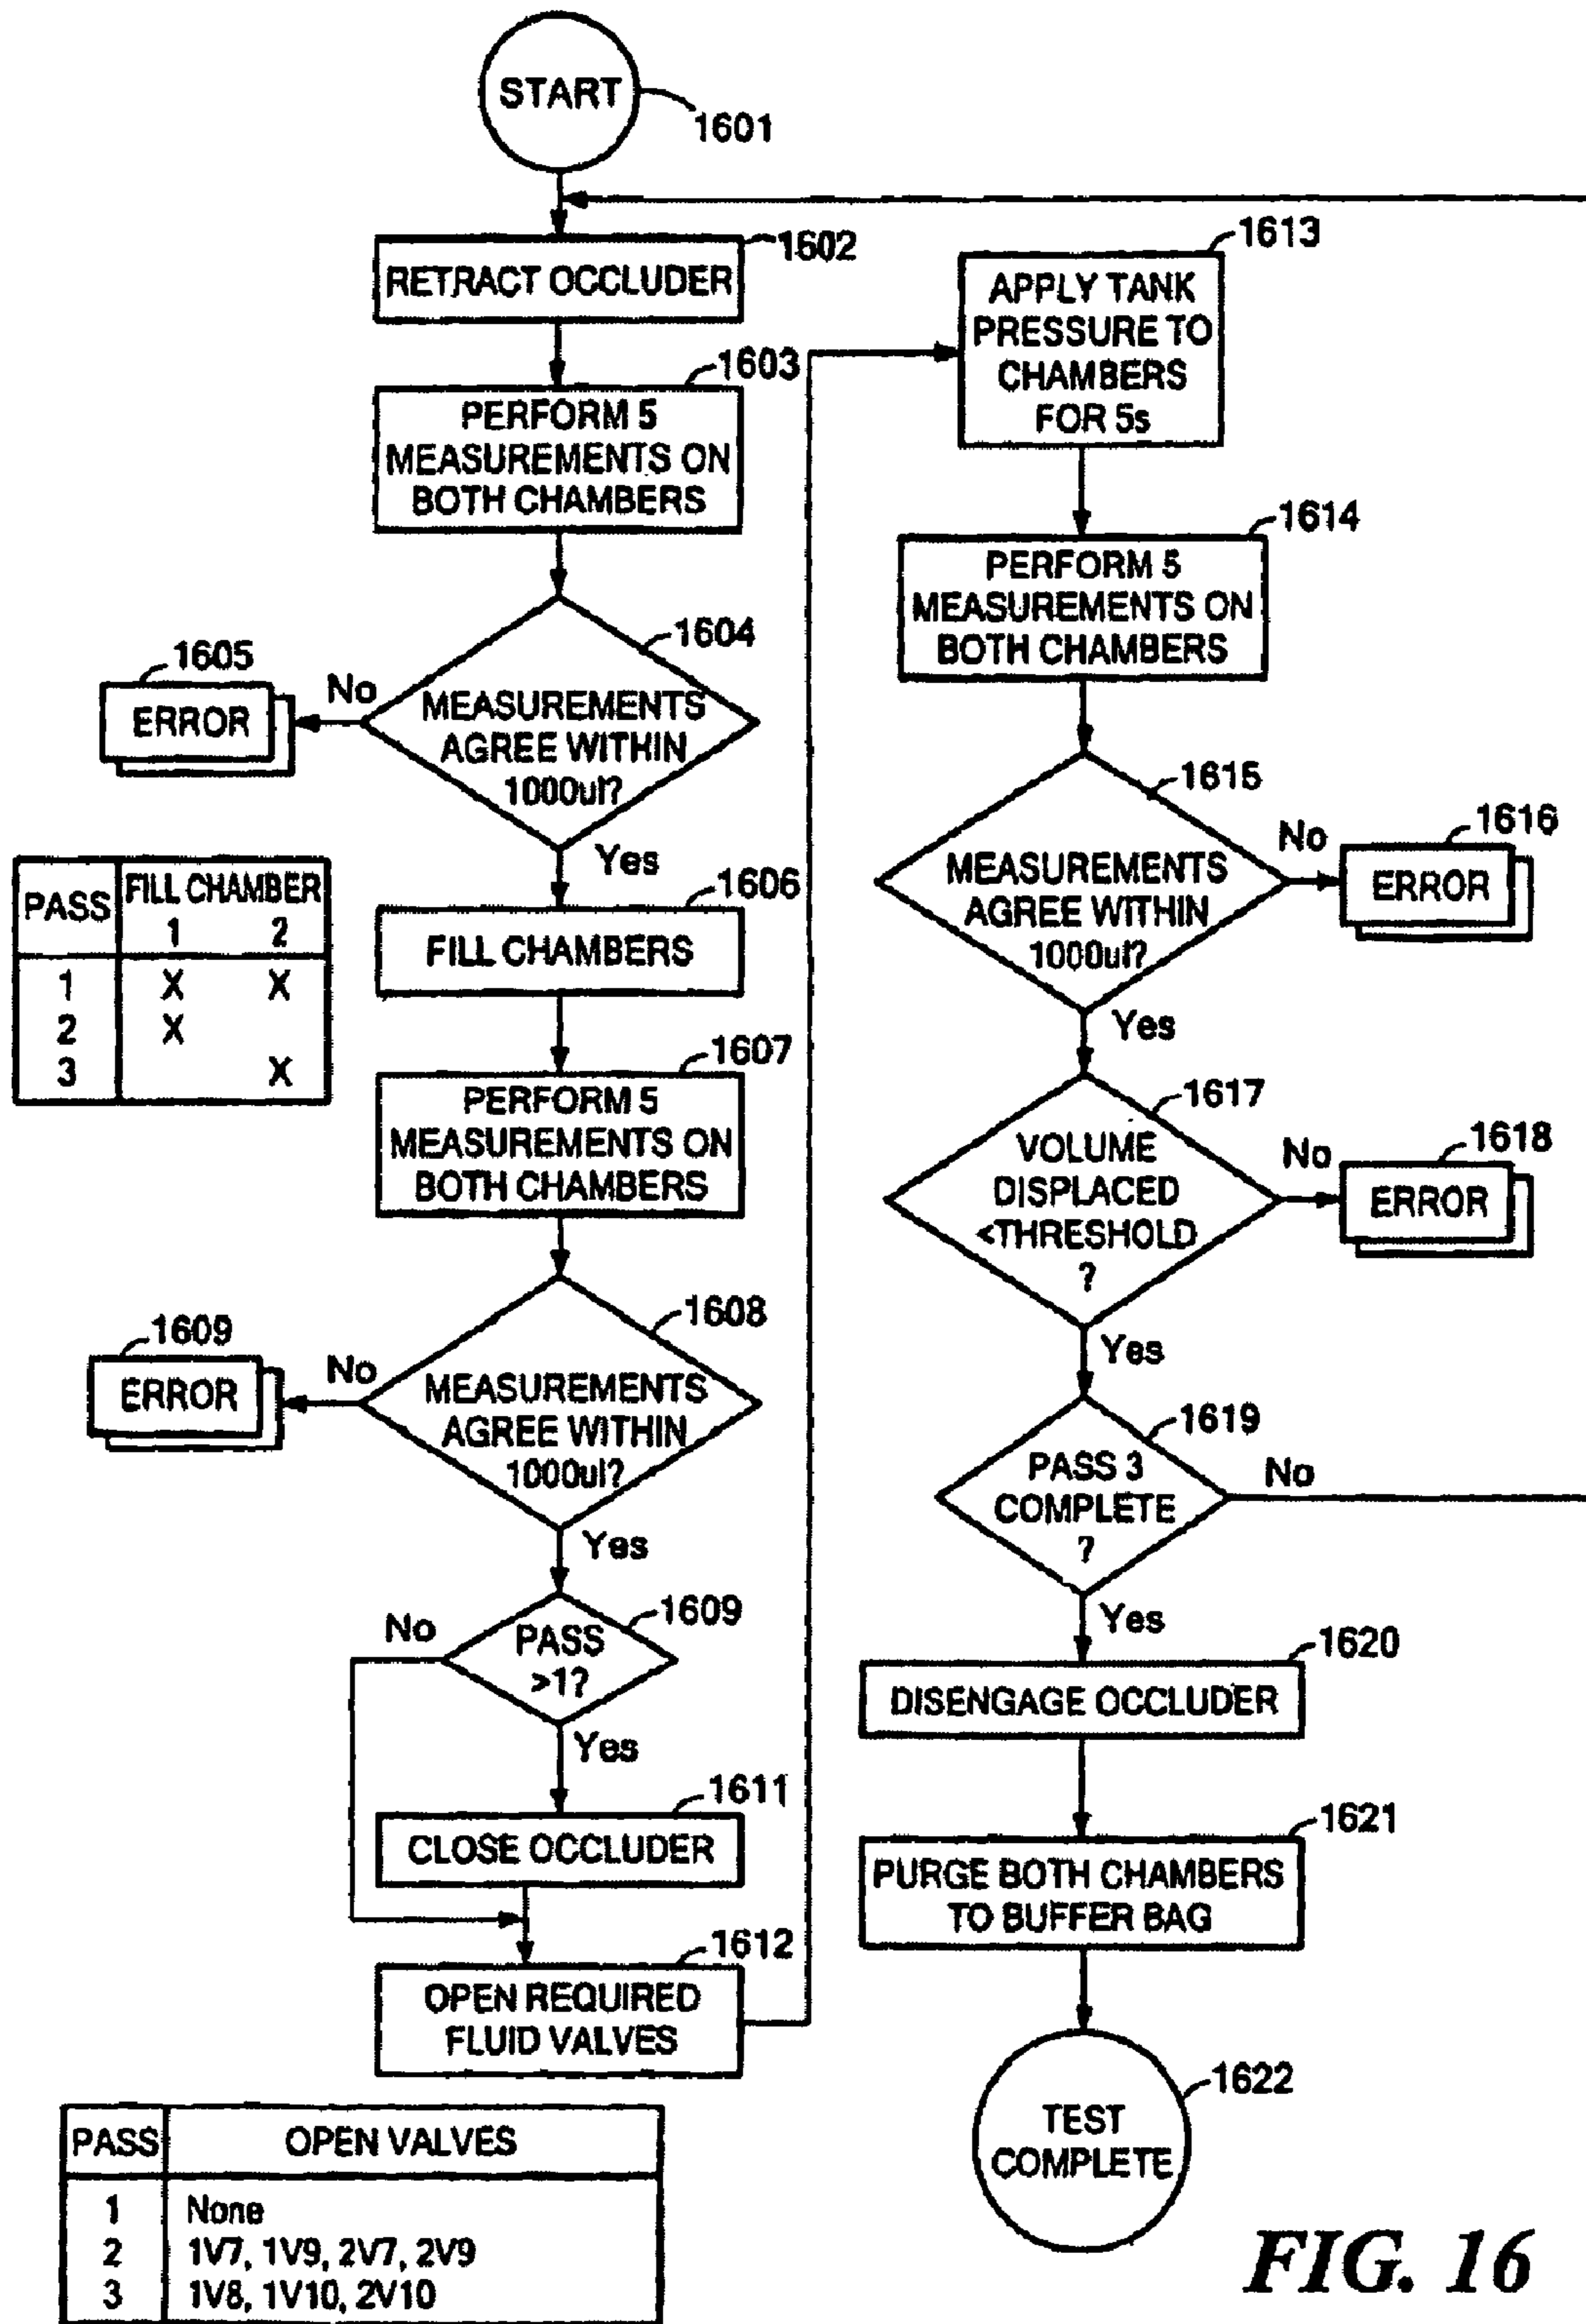 START
1601
1602
RETRACT OCCLUDER
1603
PERFORM 5
MEASUREMENTS ON
BOTH CHAMBERS
1604
MEASUREMENTS
AGREE WITHIN
1000ul?
No
1605
ERROR
Yes
PASS FILL CHAMBER
1 2
1 X X
2 X
3 X
1606
FILL CHAMBERS
1607
PERFORM 5
MEASUREMENTS ON
BOTH CHAMBERS
1608
MEASUREMENTS
AGREE WITHIN
1000ul?
No
1609
ERROR
Yes
1609
PASS
>1?
No
Yes
1611
CLOSE OCCLUDER
1612
OPEN REQUIRED
FLUID VALVES
PASS OPEN VALVES
1 None
2 1V7, 1V9, 2V7, 2V9
3 1V8, 1V10, 2V10
1613
APPLY TANK
PRESSURE TO
CHAMBERS
FOR 5s
1614
PERFORM 5
MEASUREMENTS ON
BOTH CHAMBERS
1615
MEASUREMENTS
AGREE WITHIN
1000ul?
No
1616
ERROR
Yes
1617
VOLUME
DISPLACED
<THRESHOLD
?
No
1618
ERROR
Yes
1619
PASS 3
COMPLETE
?
No
Yes
1620
DISENGAGE OCCLUDER
1621
PURGE BOTH CHAMBERS
TO BUFFER BAG
1622
TEST
COMPLETE
FIG. 16